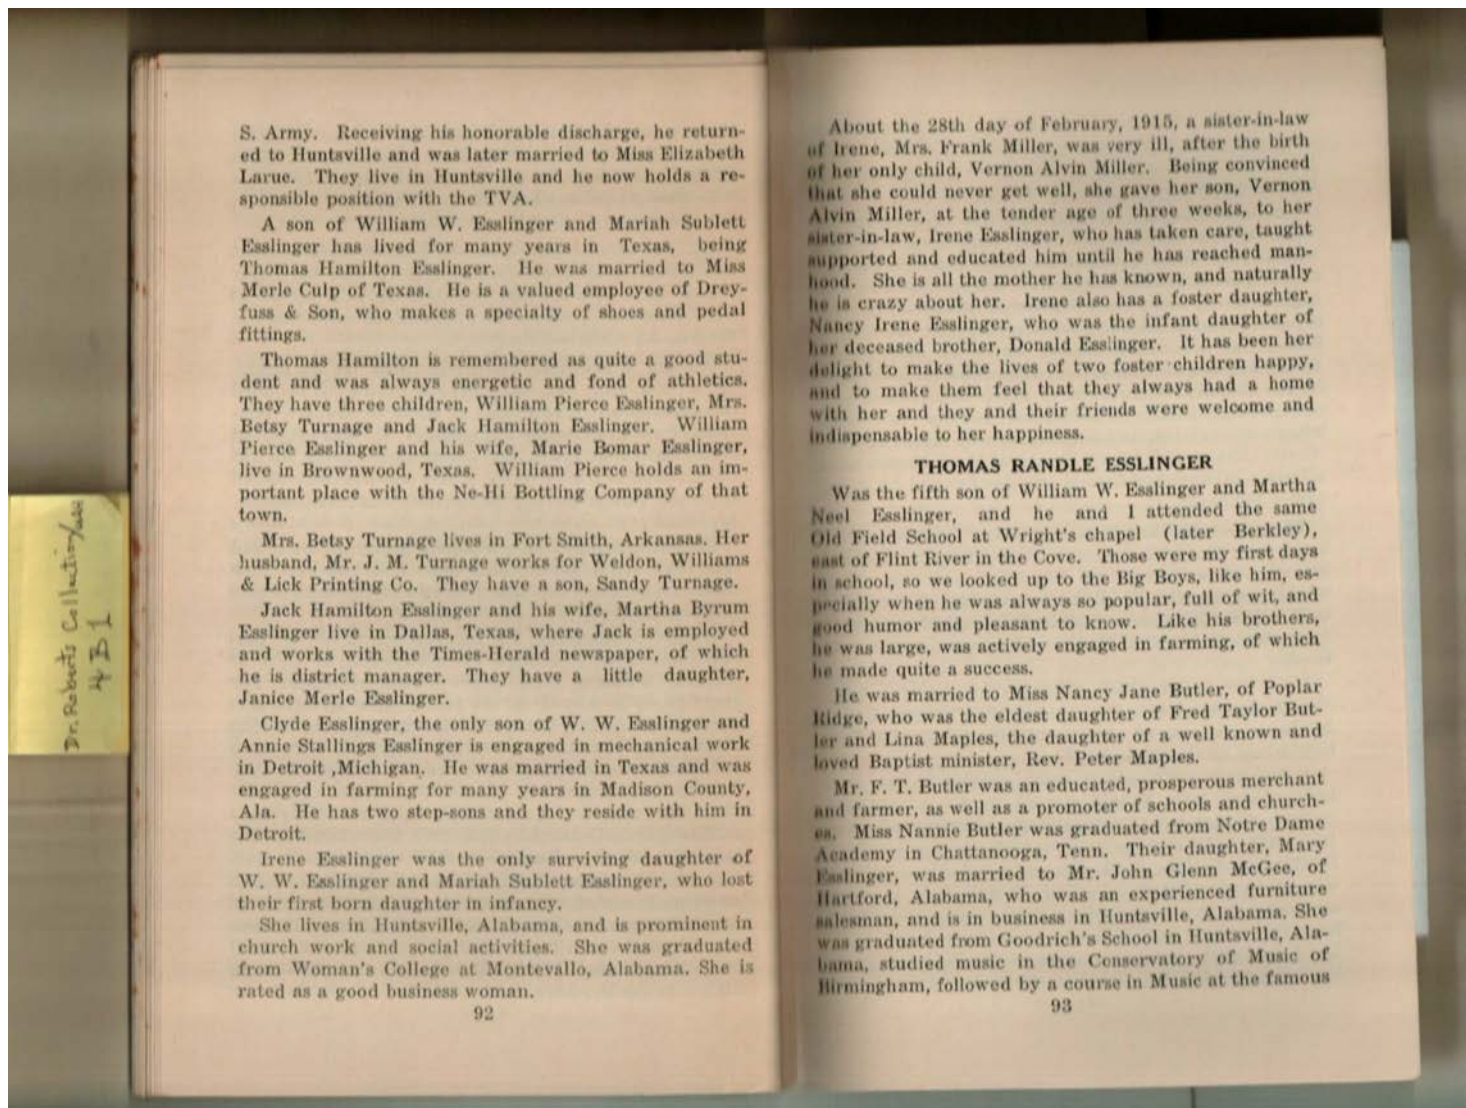 Dr. Roberts Collection/
4 B 1
S. Army. Receiving his honorable discharge, he return-
ed to Huntsville and was later married to Miss Elizabeth
Larue. They live in Huntsville and he now holds a re-
sponsible position with the TVA.
A son of William W. Esslinger and Mariah Sublett
Esslinger has lived for many years in Texas, being
Thomas Hamilton Esslinger. He was married to Miss
Merle Culp of Texas. He is a valued employee of Drey-
fuss & Son, who makes a specialty of shoes and pedal
fittings.
Thomas Hamilton is remembered as quite a good stu-
dent and was always energetic and fond of athletics.
They have three children, William Pierce Esslinger, Mrs.
Betsy Turnage and Jack Hamilton Esslinger. William
Pierce Esslinger and his wife, Marie Bomar Esslinger,
live in Brownwood, Texas. William Pierce holds an im-
portant place with the Ne-Hi Bottling Company of that
town.
Mrs. Betsy Turnage lives in Fort Smith, Arkansas. Her
husband, Mr. J. M. Turnage works for Weldon, Williams
& Lick Printing Co. They have a son, Sandy Turnage.
Jack Hamilton Esslinger and his wife, Martha Byrum
Esslinger live in Dallas, Texas, where Jack is employed
and works with the Times-Herald newspaper, of which
he is district manager. They have a little daughter,
Janice Merle Esslinger.
Clyde Esslinger, the only son of W. W. Esslinger and
Annie Stallings Esslinger is engaged in mechanical work
in Detroit ,Michigan. He was married in Texas and was
engaged in farming for many years in Madison County,
Ala. He has two step-sons and they reside with him in
Detroit.
Irene Esslinger was the only surviving daughter of
W. W. Esslinger and Mariah Sublett Esslinger, who lost
their first born daughter in infancy.
She lives in Huntsville, Alabama, and is prominent in
church work and social activities. She was graduated
from Woman's College at Montevallo, Alabama. She is
rated as a good business woman.
92
About the 28th day of February, 1915, a sister-in-law
of Irene, Mrs. Frank Miller, was very ill, after the birth
of her only child, Vernon Alvin Miller. Being convinced
that she could never get well, she gave her son, Vernon
Alvin Miller, at the tender age of three weeks, to her
sister-in-law, Irene Esslinger, who has taken care, taught
supported and educated him until he has reached man-
hood. She is all the mother he has known, and naturally
he is crazy about her. Irene also has a foster daughter,
Nancy Irene Esslinger, who was the infant daughter of
her deceased brother, Donald Esslinger. It has been her
delight to make the lives of two foster children happy,
and to make them feel that they always had a home
with her and they and their friends were welcome and
indispensable to her happiness.
THOMAS RANDLE ESSLINGER
Was the fifth son of William W. Esslinger and Martha
Neel Esslinger, and he and I attended the same
Old Field School at Wright's chapel (later Berkley),
east of Flint River in the Cove. Those were my first days
in school, so we looked up to the Big Boys, like him, es-
pecially when he was always so popular, full of wit, and
good humor and pleasant to know. Like his brothers,
he was large, was actively engaged in farming, of which
he made quite a success.
He was married to Miss Nancy Jane Butler, of Poplar
Ridge, who was the eldest daughter of Fred Taylor But-
ler and Lina Maples, the daughter of a well known and
loved Baptist minister, Rev. Peter Maples.
Mr. F. T. Butler was an educated, prosperous merchant
and farmer, as well as a promoter of schools and church-
es. Miss Nannie Butler was graduated from Notre Dame
Academy in Chattanooga, Tenn. Their daughter, Mary
Esslinger, was married to Mr. John Glenn McGee, of
Hartford, Alabama, who was an experienced furniture
salesman, and is in business in Huntsville, Alabama. She
was graduated from Goodrich's School in Huntsville, Ala-
bama, studied music in the Conservatory of Music of
Birmingham, followed by a course in Music at the famous
93